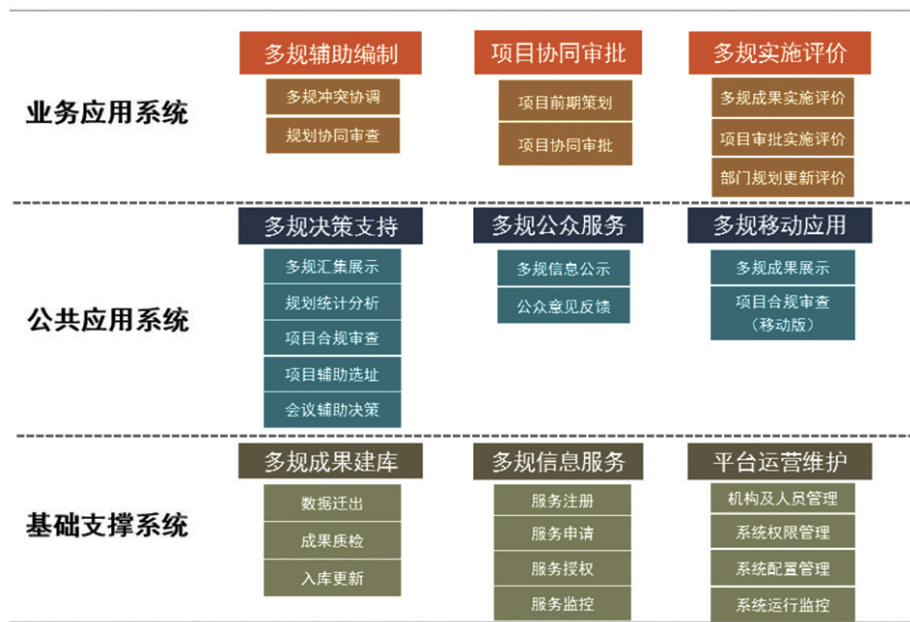 业务应用系统
多规辅助编制
多规冲突协调
规划协同审查
项目协同审批
项目前期策划
项目协同审批
多规实施评价
多规成果实施评价
项目审批实施评价
部门规划更新评价
公共应用系统
多规决策支持
多规汇集展示
规划统计分析
项目合规审查
项目辅助选址
会议辅助决策
多规公众服务
多规信息公示
公众意见反馈
多规移动应用
多规成果展示
项目合规审查
（移动版）
基础支撑系统
多规成果建库
数据迁出
成果质检
入库更新
多规信息服务
服务注册
服务申请
服务授权
服务监控
平台运营维护
机构及人员管理
系统权限管理
系统配置管理
系统运行监控